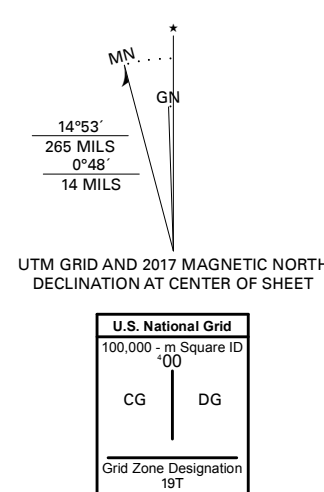 ★
MN
GN
14°53´
265 MILS
0°48´
14 MILS
UTM GRID AND 2017 MAGNETIC NORTH
DECLINATION AT CENTER OF SHEET
U.S. National Grid
100,000 - m Square ID
⁴00
CG DG
Grid Zone Designation
19T